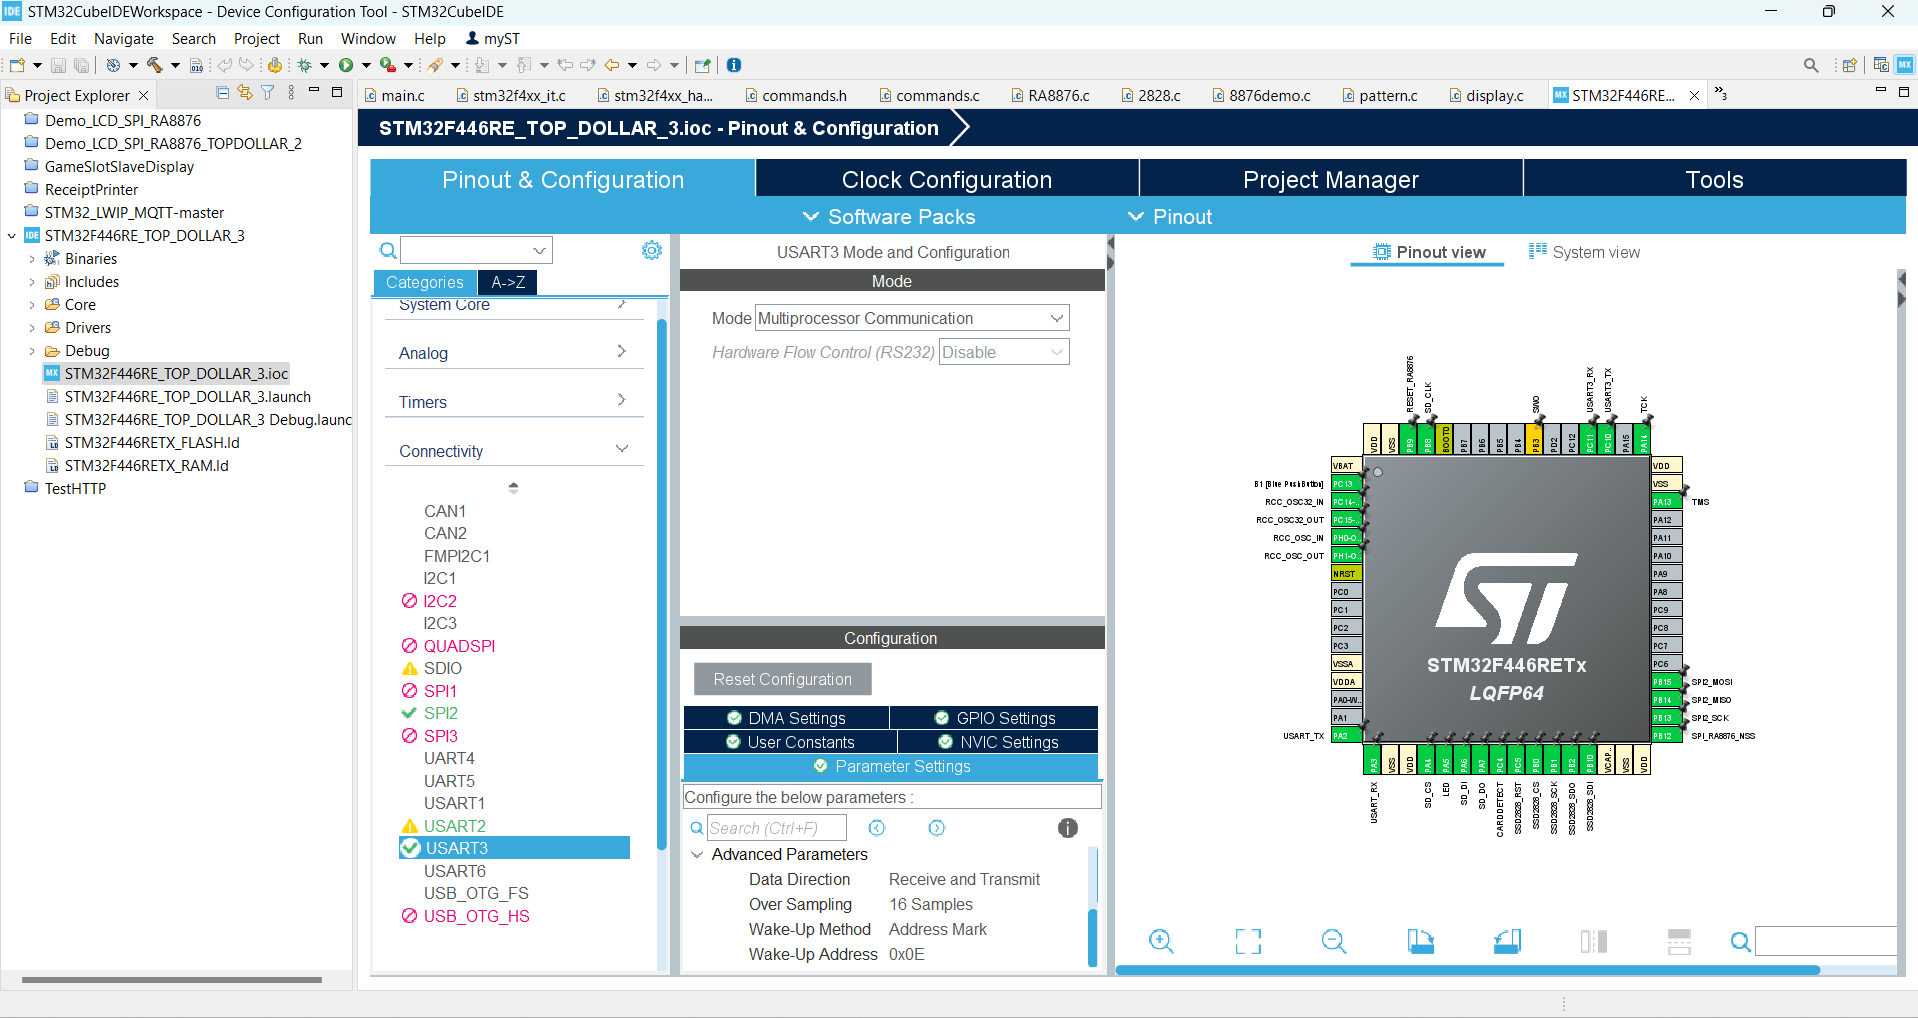 IDE STM32CubeIDEWorkspace - Device Configuration Tool - STM32CubeIDE
File Edit Navigate Search Project Run Window Help myST
Project Explorer
main.c stm32f4xx_it.c stm32f4xx_ha... commands.h commands.c RA8876.c 2828.c 8876demo.c pattern.c display.c MX STM32F446RE... »3
Demo_LCD_SPI_RA8876
Demo_LCD_SPI_RA8876_TOPDOLLAR_2
GameSlotSlaveDisplay
ReceiptPrinter
STM32_LWIP_MQTT-master
IDE STM32F446RE_TOP_DOLLAR_3
Binaries
Includes
Core
Drivers
Debug
MX STM32F446RE_TOP_DOLLAR_3.ioc
STM32F446RE_TOP_DOLLAR_3.launch
STM32F446RE_TOP_DOLLAR_3 Debug.launc
STM32F446RETX_FLASH.ld
STM32F446RETX_RAM.ld
TestHTTP
STM32F446RE_TOP_DOLLAR_3.ioc - Pinout & Configuration
Pinout & Configuration
Clock Configuration
Project Manager
Tools
Software Packs
Pinout
Categories A->Z
System Core
Analog
Timers
Connectivity
CAN1
CAN2
FMPI2C1
I2C1
I2C2
I2C3
QUADSPI
SDIO
SPI1
SPI2
SPI3
UART4
UART5
USART1
USART2
USART3
USART6
USB_OTG_FS
USB_OTG_HS
USART3 Mode and Configuration
Mode
Mode Multiprocessor Communication
Hardware Flow Control (RS232) Disable
Configuration
Reset Configuration
DMA Settings GPIO Settings
User Constants NVIC Settings
Parameter Settings
Configure the below parameters :
Search (Ctrl+F)
Advanced Parameters
Data Direction Receive and Transmit
Over Sampling 16 Samples
Wake-Up Method Address Mark
Wake-Up Address 0x0E
Pinout view
System view
RESET_RA8876
SD_CLK
SWO
USART3_RX
USART3_TX
TCK
VDD
VSS
PB9
PB8
BOOT0
PB7
PB6
PB5
PB4
PB3
PD2
PC12
PC11
PC10
PA15
PA14
VBAT
B1 [Blue PushButton] PC13
RCC_OSC32_IN PC14-..
RCC_OSC32_OUT PC15-..
RCC_OSC_IN PH0-O..
RCC_OSC_OUT PH1-O..
NRST
PC0
PC1
PC2
PC3
VSSA
VDDA
PA0-W..
PA1
USART_TX PA2
STM32F446RETx
LQFP64
VDD
VSS
PA13 TMS
PA12
PA11
PA10
PA9
PA8
PC9
PC8
PC7
PC6
PB15 SPI2_MOSI
PB14 SPI2_MISO
PB13 SPI2_SCK
PB12 SPI_RA8876_NSS
PA3
VSS
VDD
PA4
PA5
PA6
PA7
PC4
PC5
PB0
PB1
PB2
PB10
VCAP..
VSS
VDD
USART_RX
SD_CS
LED
SD_DI
SD_DO
CARDDETECT
SSD2828_RST
SSD2828_CS
SSD2828_SCK
SSD2828_SDO
SSD2828_SDI